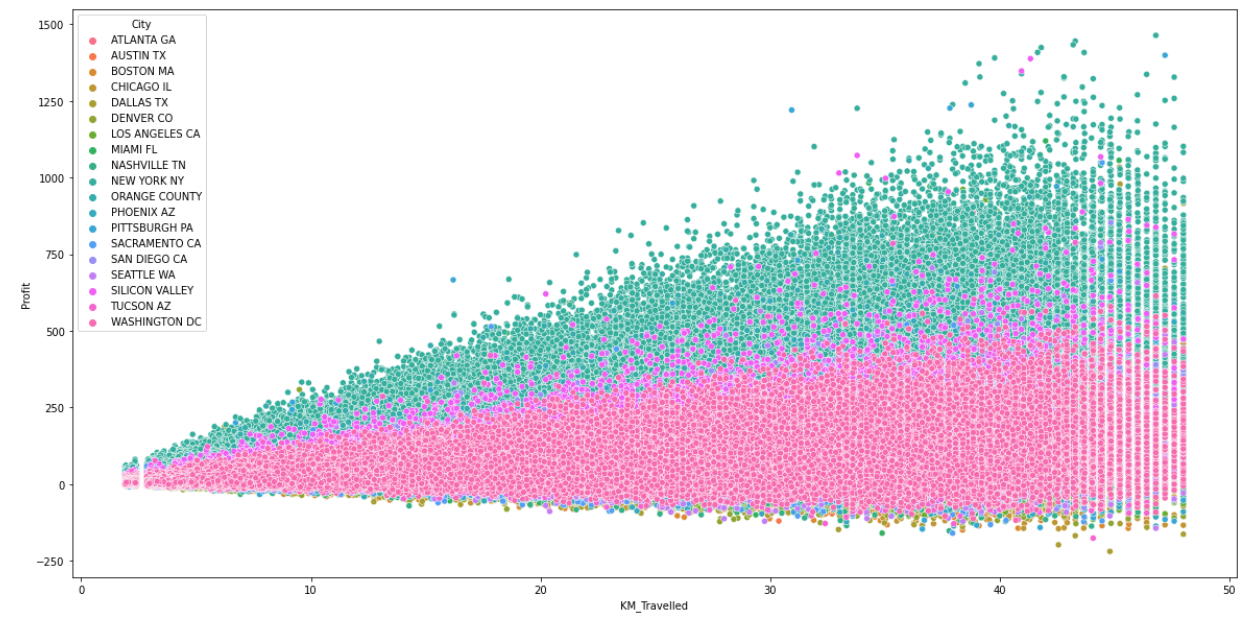 City
ATLANTA GA
AUSTIN TX
BOSTON MA
CHICAGO IL
DALLAS TX
DENVER CO
LOS ANGELES CA
MIAMI FL
NASHVILLE TN
NEW YORK NY
ORANGE COUNTY
PHOENIX AZ
PITTSBURGH PA
SACRAMENTO CA
SAN DIEGO CA
SEATTLE WA
SILICON VALLEY
TUCSON AZ
WASHINGTON DC
1500
1250
1000
750
500
250
0
−250
Profit
0 10 20 30 40 50
KM_Travelled